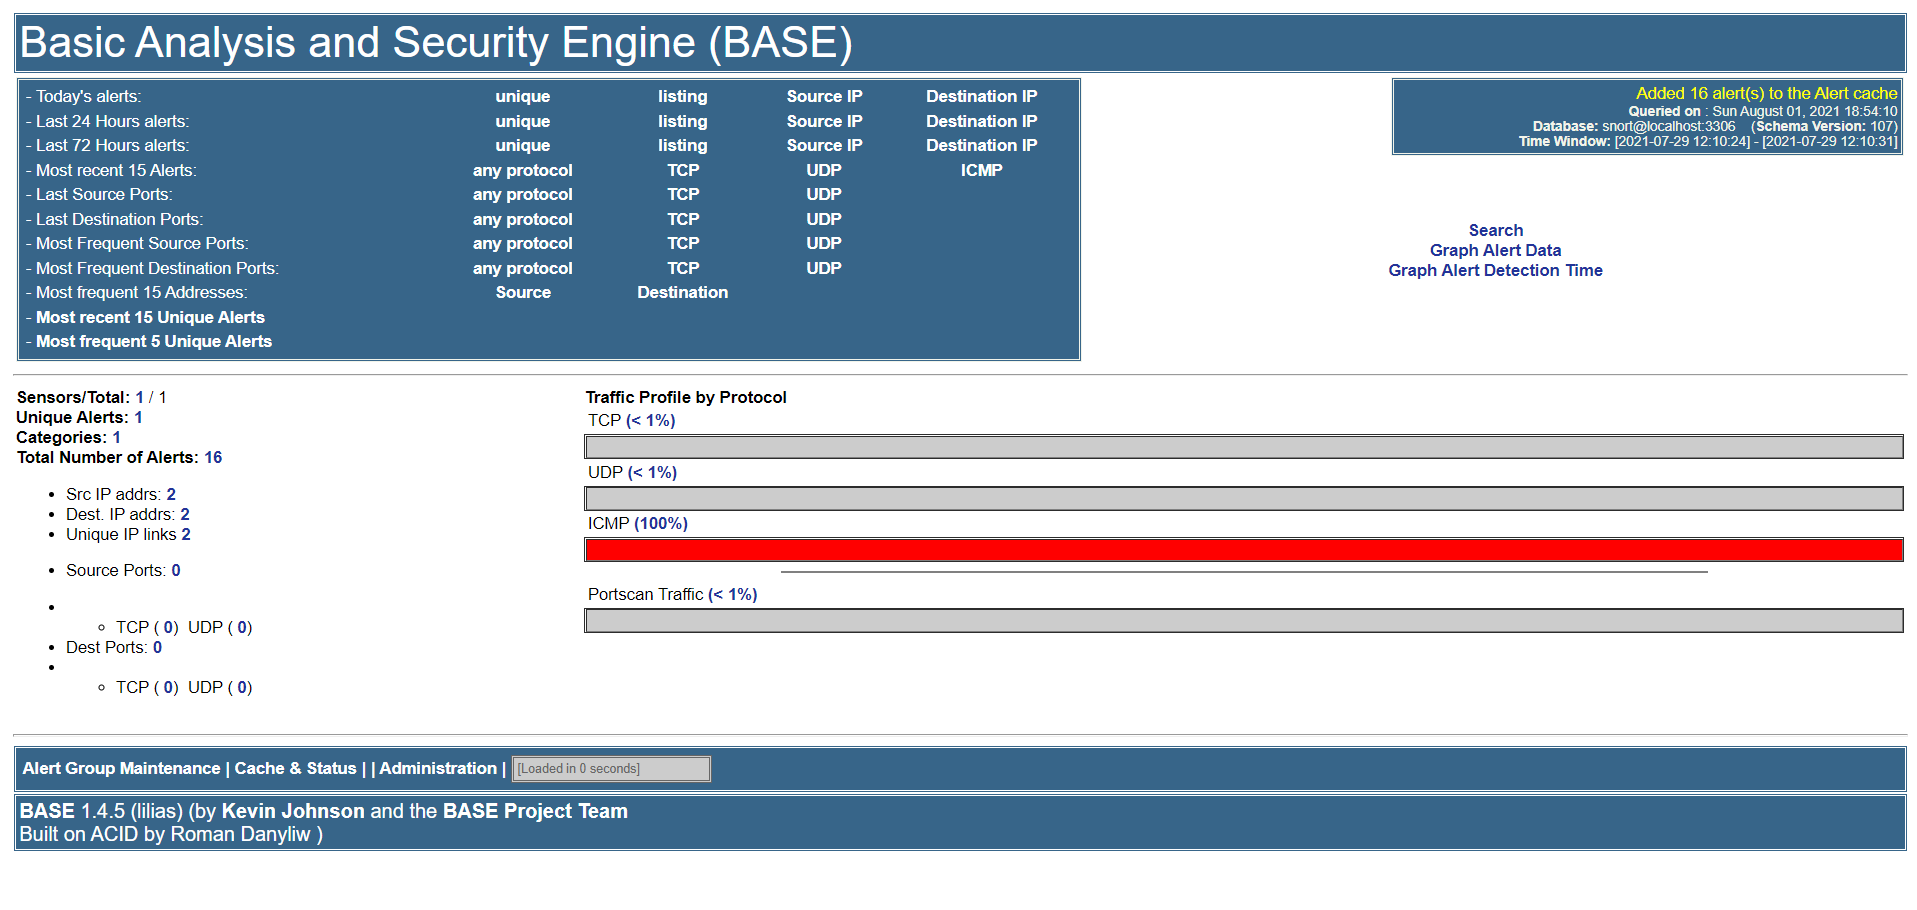 Basic Analysis and Security Engine (BASE)
- Today's alerts: unique listing Source IP Destination IP
- Last 24 Hours alerts: unique listing Source IP Destination IP
- Last 72 Hours alerts: unique listing Source IP Destination IP
- Most recent 15 Alerts: any protocol TCP UDP ICMP
- Last Source Ports: any protocol TCP UDP
- Last Destination Ports: any protocol TCP UDP
- Most Frequent Source Ports: any protocol TCP UDP
- Most Frequent Destination Ports: any protocol TCP UDP
- Most frequent 15 Addresses: Source Destination
- Most recent 15 Unique Alerts
- Most frequent 5 Unique Alerts
Added 16 alert(s) to the Alert cache
Queried on : Sun August 01, 2021 18:54:10
Database: snort@localhost:3306 (Schema Version: 107)
Time Window: [2021-07-29 12:10:24] - [2021-07-29 12:10:31]
Search
Graph Alert Data
Graph Alert Detection Time
Sensors/Total: 1 / 1
Unique Alerts: 1
Categories: 1
Total Number of Alerts: 16
• Src IP addrs: 2
• Dest. IP addrs: 2
• Unique IP links 2
• Source Ports: 0
•
◦ TCP ( 0) UDP ( 0)
• Dest Ports: 0
•
◦ TCP ( 0) UDP ( 0)
Traffic Profile by Protocol
TCP (< 1%)
UDP (< 1%)
ICMP (100%)
Portscan Traffic (< 1%)
Alert Group Maintenance | Cache & Status | | Administration | [Loaded in 0 seconds]
BASE 1.4.5 (lilias) (by Kevin Johnson and the BASE Project Team
Built on ACID by Roman Danyliw )